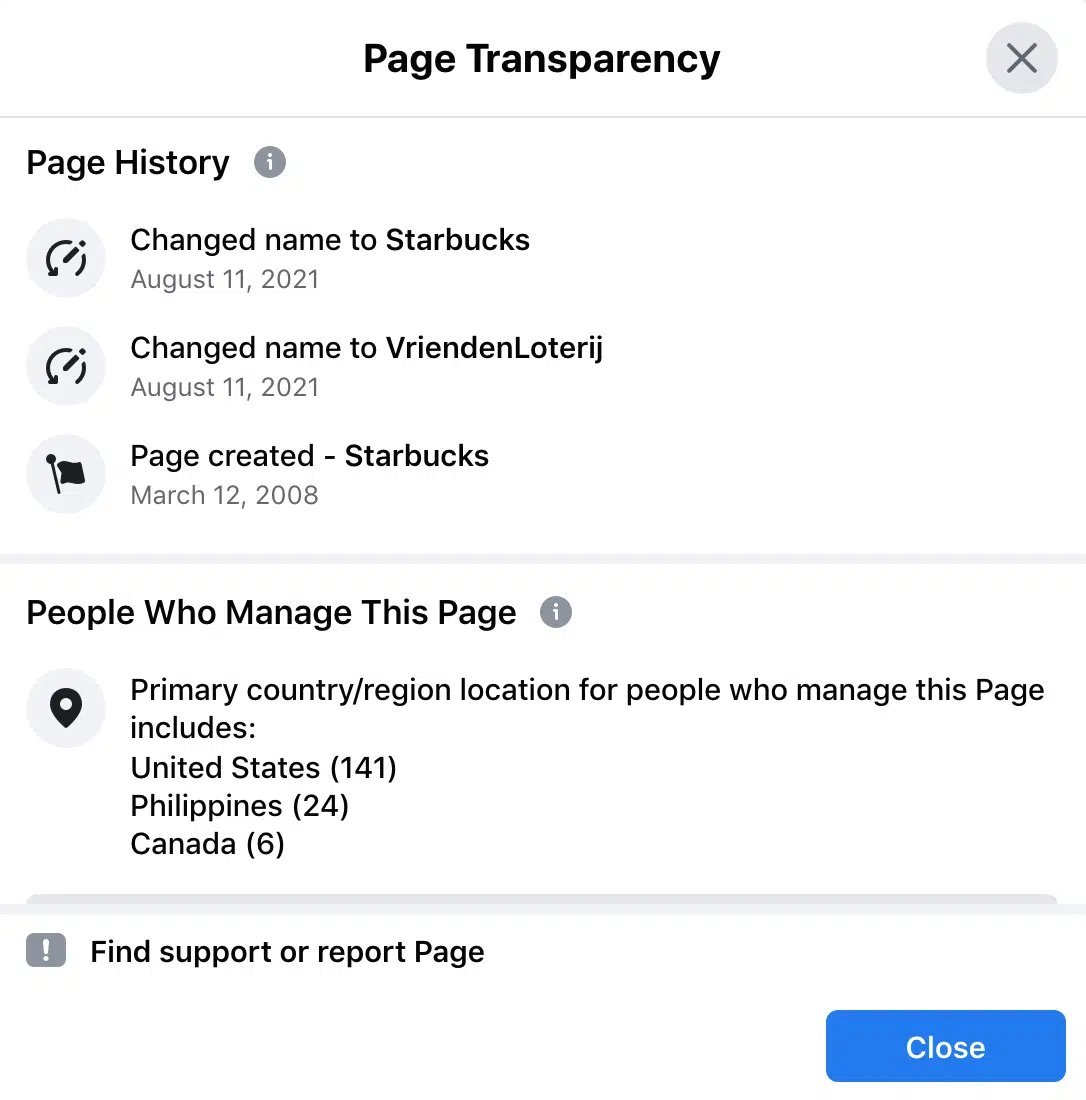 Page Transparency
Page History
Changed name to Starbucks
August 11, 2021
Changed name to VriendenLoterij
August 11, 2021
Page created - Starbucks
March 12, 2008
People Who Manage This Page
Primary country/region location for people who manage this Page
includes:
United States (141)
Philippines (24)
Canada (6)
Find support or report Page
Close